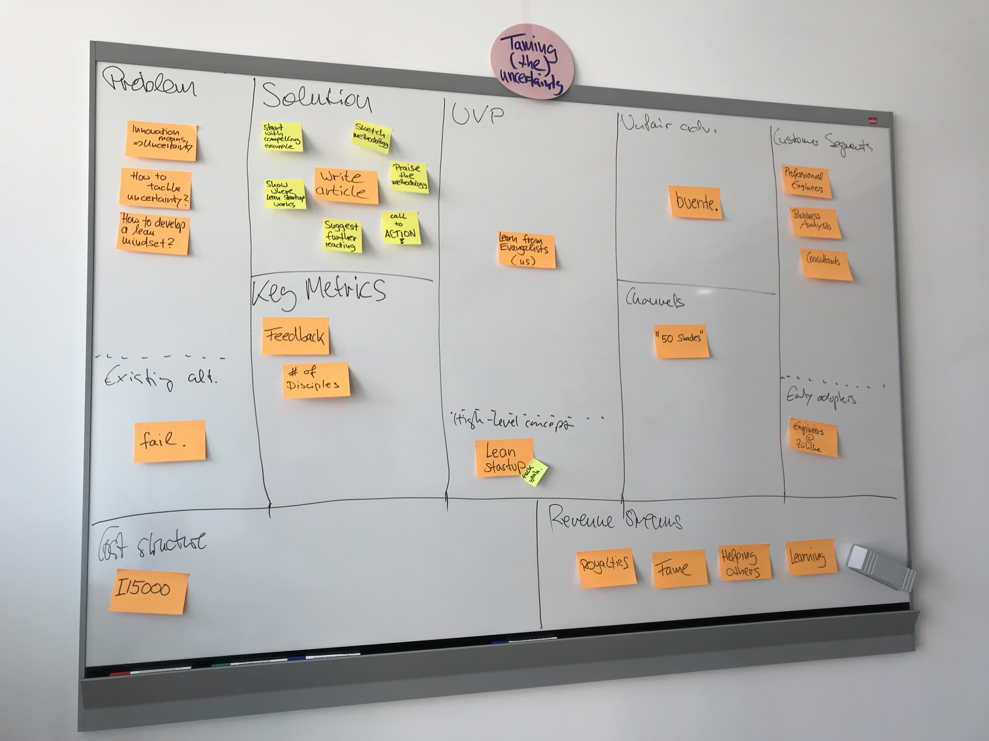 Taming
(the)
uncertainty
Problem
Innovation
means
=> Uncertainty
How to
tackle
uncertainty?
How to develop
a lean
mindset?
Existing alt.
fail.
Solution
Start
with
compelling
example
Sketch
methodology
Show
where
lean startup
works
Write
article
Praise
the
methodology
Suggest
further
reading
call
to
ACTION
!
Key Metrics
Feedback
# of
Disciples
UVP
Learn from
Evangelists
(us)
High-level concept
Lean
startup
fuck
yeah.
Unfair adv.
buente.
Channels
"50 Shades"
Customer Segments
Professional
Engineers
Business
Analysts
Consultants
Early adopters
Engineers
@
Zühlke
Cost structure
I15000
Revenue Streams
Royalties
Fame
Helping
others
Learning